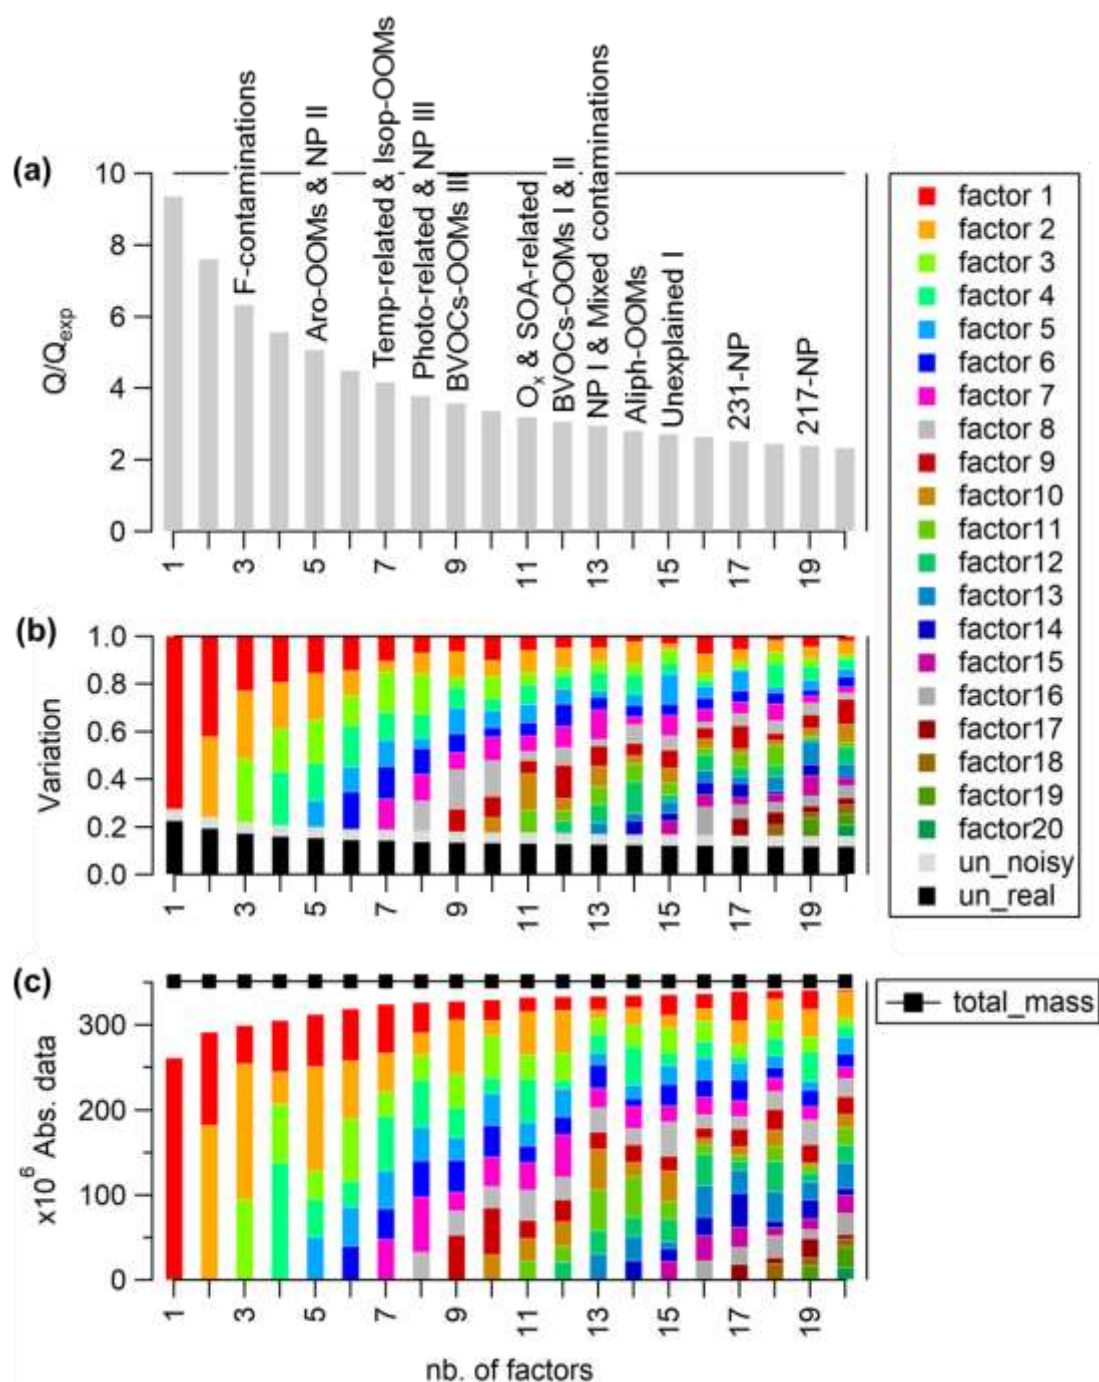 (a)
10
8
6
4
2
0
Q/Qexp
F-contaminations
Aro-OOMs & NP II
Temp-related & Isop-OOMs
Photo-related & NP III
BVOCs-OOMs III
Ox & SOA-related
BVOCs-OOMs I & II
NP I & Mixed contaminations
Aliph-OOMs
Unexplained I
231-NP
217-NP
1
3
5
7
9
11
13
15
17
19
factor 1
factor 2
factor 3
factor 4
factor 5
factor 6
factor 7
factor 8
factor 9
factor10
factor11
factor12
factor13
factor14
factor15
factor16
factor17
factor18
factor19
factor20
un_noisy
un_real
(b)
1.0
0.8
0.6
0.4
0.2
0.0
Variation
1
3
5
7
9
11
13
15
17
19
(c)
300
200
100
0
x10⁶ Abs. data
total_mass
1
3
5
7
9
11
13
15
17
19
nb. of factors